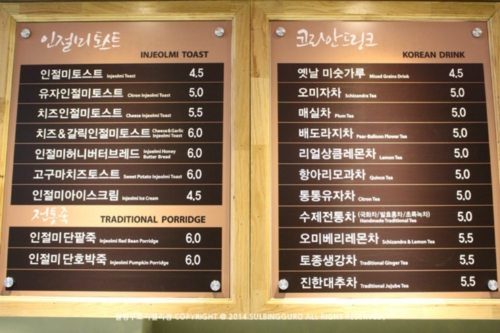 인절미 토스트
INJEOLMI TOAST
인절미토스트 Injeolmi Toast 4,5
유자인절미토스트 Citron Injeolmi Toast 5,0
치즈인절미토스트 Cheese Injeolmi Toast 5,5
치즈&갈릭인절미토스트 Cheese&Garlic Injeolmi Toast 6,0
인절미허니버터브레드 Injeolmi Honey Butter Bread 6,0
고구마치즈토스트 Sweet Potato Injeolmi Toast 6,0
인절미아이스크림 Injeolmi Ice Cream 4,5
전통죽
TRADITIONAL PORRIDGE
인절미 단팥죽 Injeolmi Red Bean Porridge 6,0
인절미 단호박죽 Injeolmi Pumpkin Porridge 6,0
코리안 드링크
KOREAN DRINK
옛날 미숫가루 Mixed Grains Drink 4,5
오미자차 Schizandra Tea 5,0
매실차 Plum Tea 5,0
배도라지차 Pear-Balloon Flower Tea 5,0
리얼상큼레몬차 Lemon Tea 5,0
항아리모과차 Quince Tea 5,0
통통유자차 Citron Tea 5,0
수제전통차 (국화차/발효홍차/초록녹차) Handmade Traditional Tea 5,0
오미베리레몬차 Schizandra & Lemon Tea 5,5
토종생강차 Traditional Ginger Tea 5,5
진한대추차 Traditional Jujube Tea 5,5
COPYRIGHT © 2014 SULBINGGURO ALL RIGHT